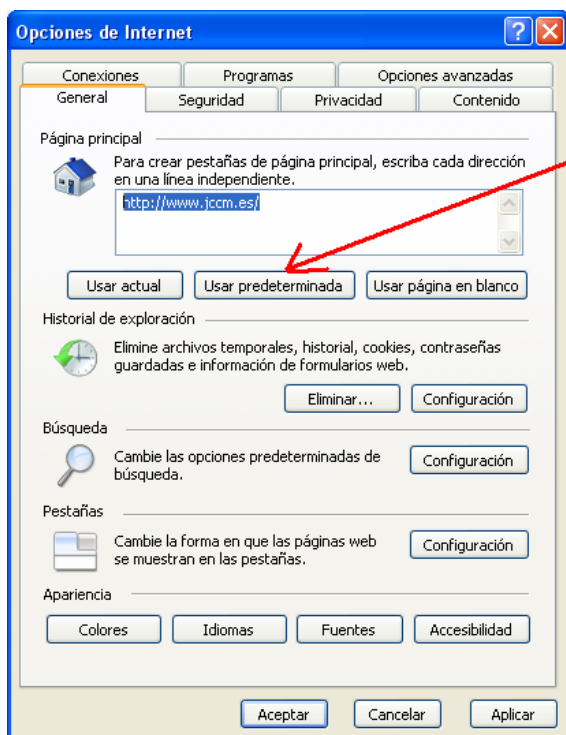 Opciones de Internet
Conexiones Programas Opciones avanzadas
General Seguridad Privacidad Contenido
Página principal
Para crear pestañas de página principal, escriba cada dirección
en una línea independiente.
http://www.jccm.es/
Usar actual Usar predeterminada Usar página en blanco
Historial de exploración
Elimine archivos temporales, historial, cookies, contraseñas
guardadas e información de formularios web.
Eliminar... Configuración
Búsqueda
Cambie las opciones predeterminadas de
búsqueda.
Configuración
Pestañas
Cambie la forma en que las páginas web
se muestran en las pestañas.
Configuración
Apariencia
Colores Idiomas Fuentes Accesibilidad
Aceptar Cancelar Aplicar